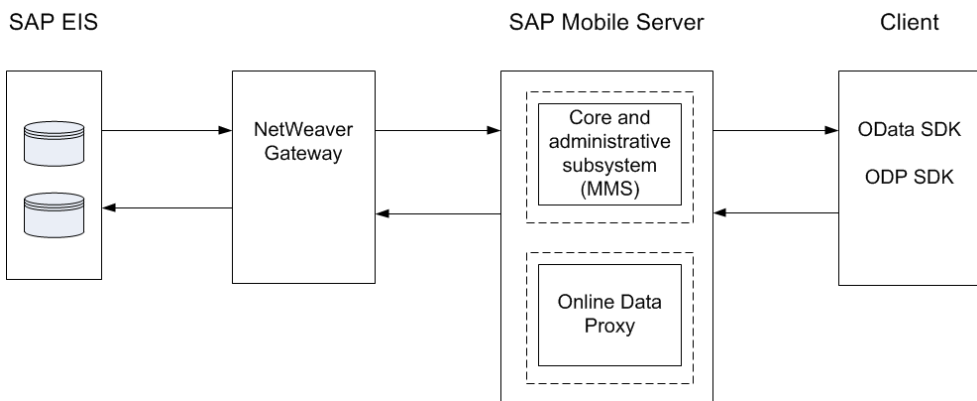 SAP EIS
SAP Mobile Server
Client
NetWeaver
Gateway
Core and
administrative
subsystem
(MMS)
OData SDK
ODP SDK
Online Data
Proxy